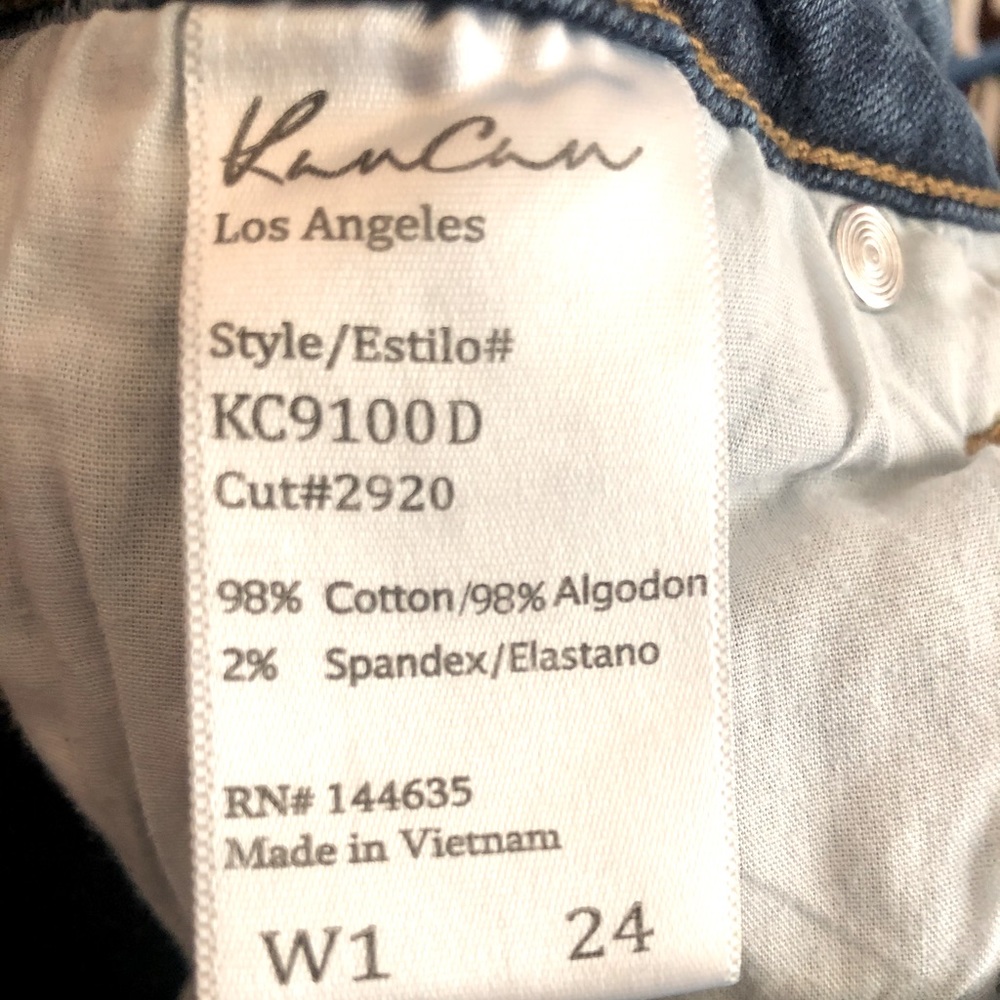 KanCan
Los Angeles
Style/Estilo#
KC9100D
Cut#2920
98% Cotton/98% Algodon
2% Spandex/Elastano
RN# 144635
Made in Vietnam
W1 24